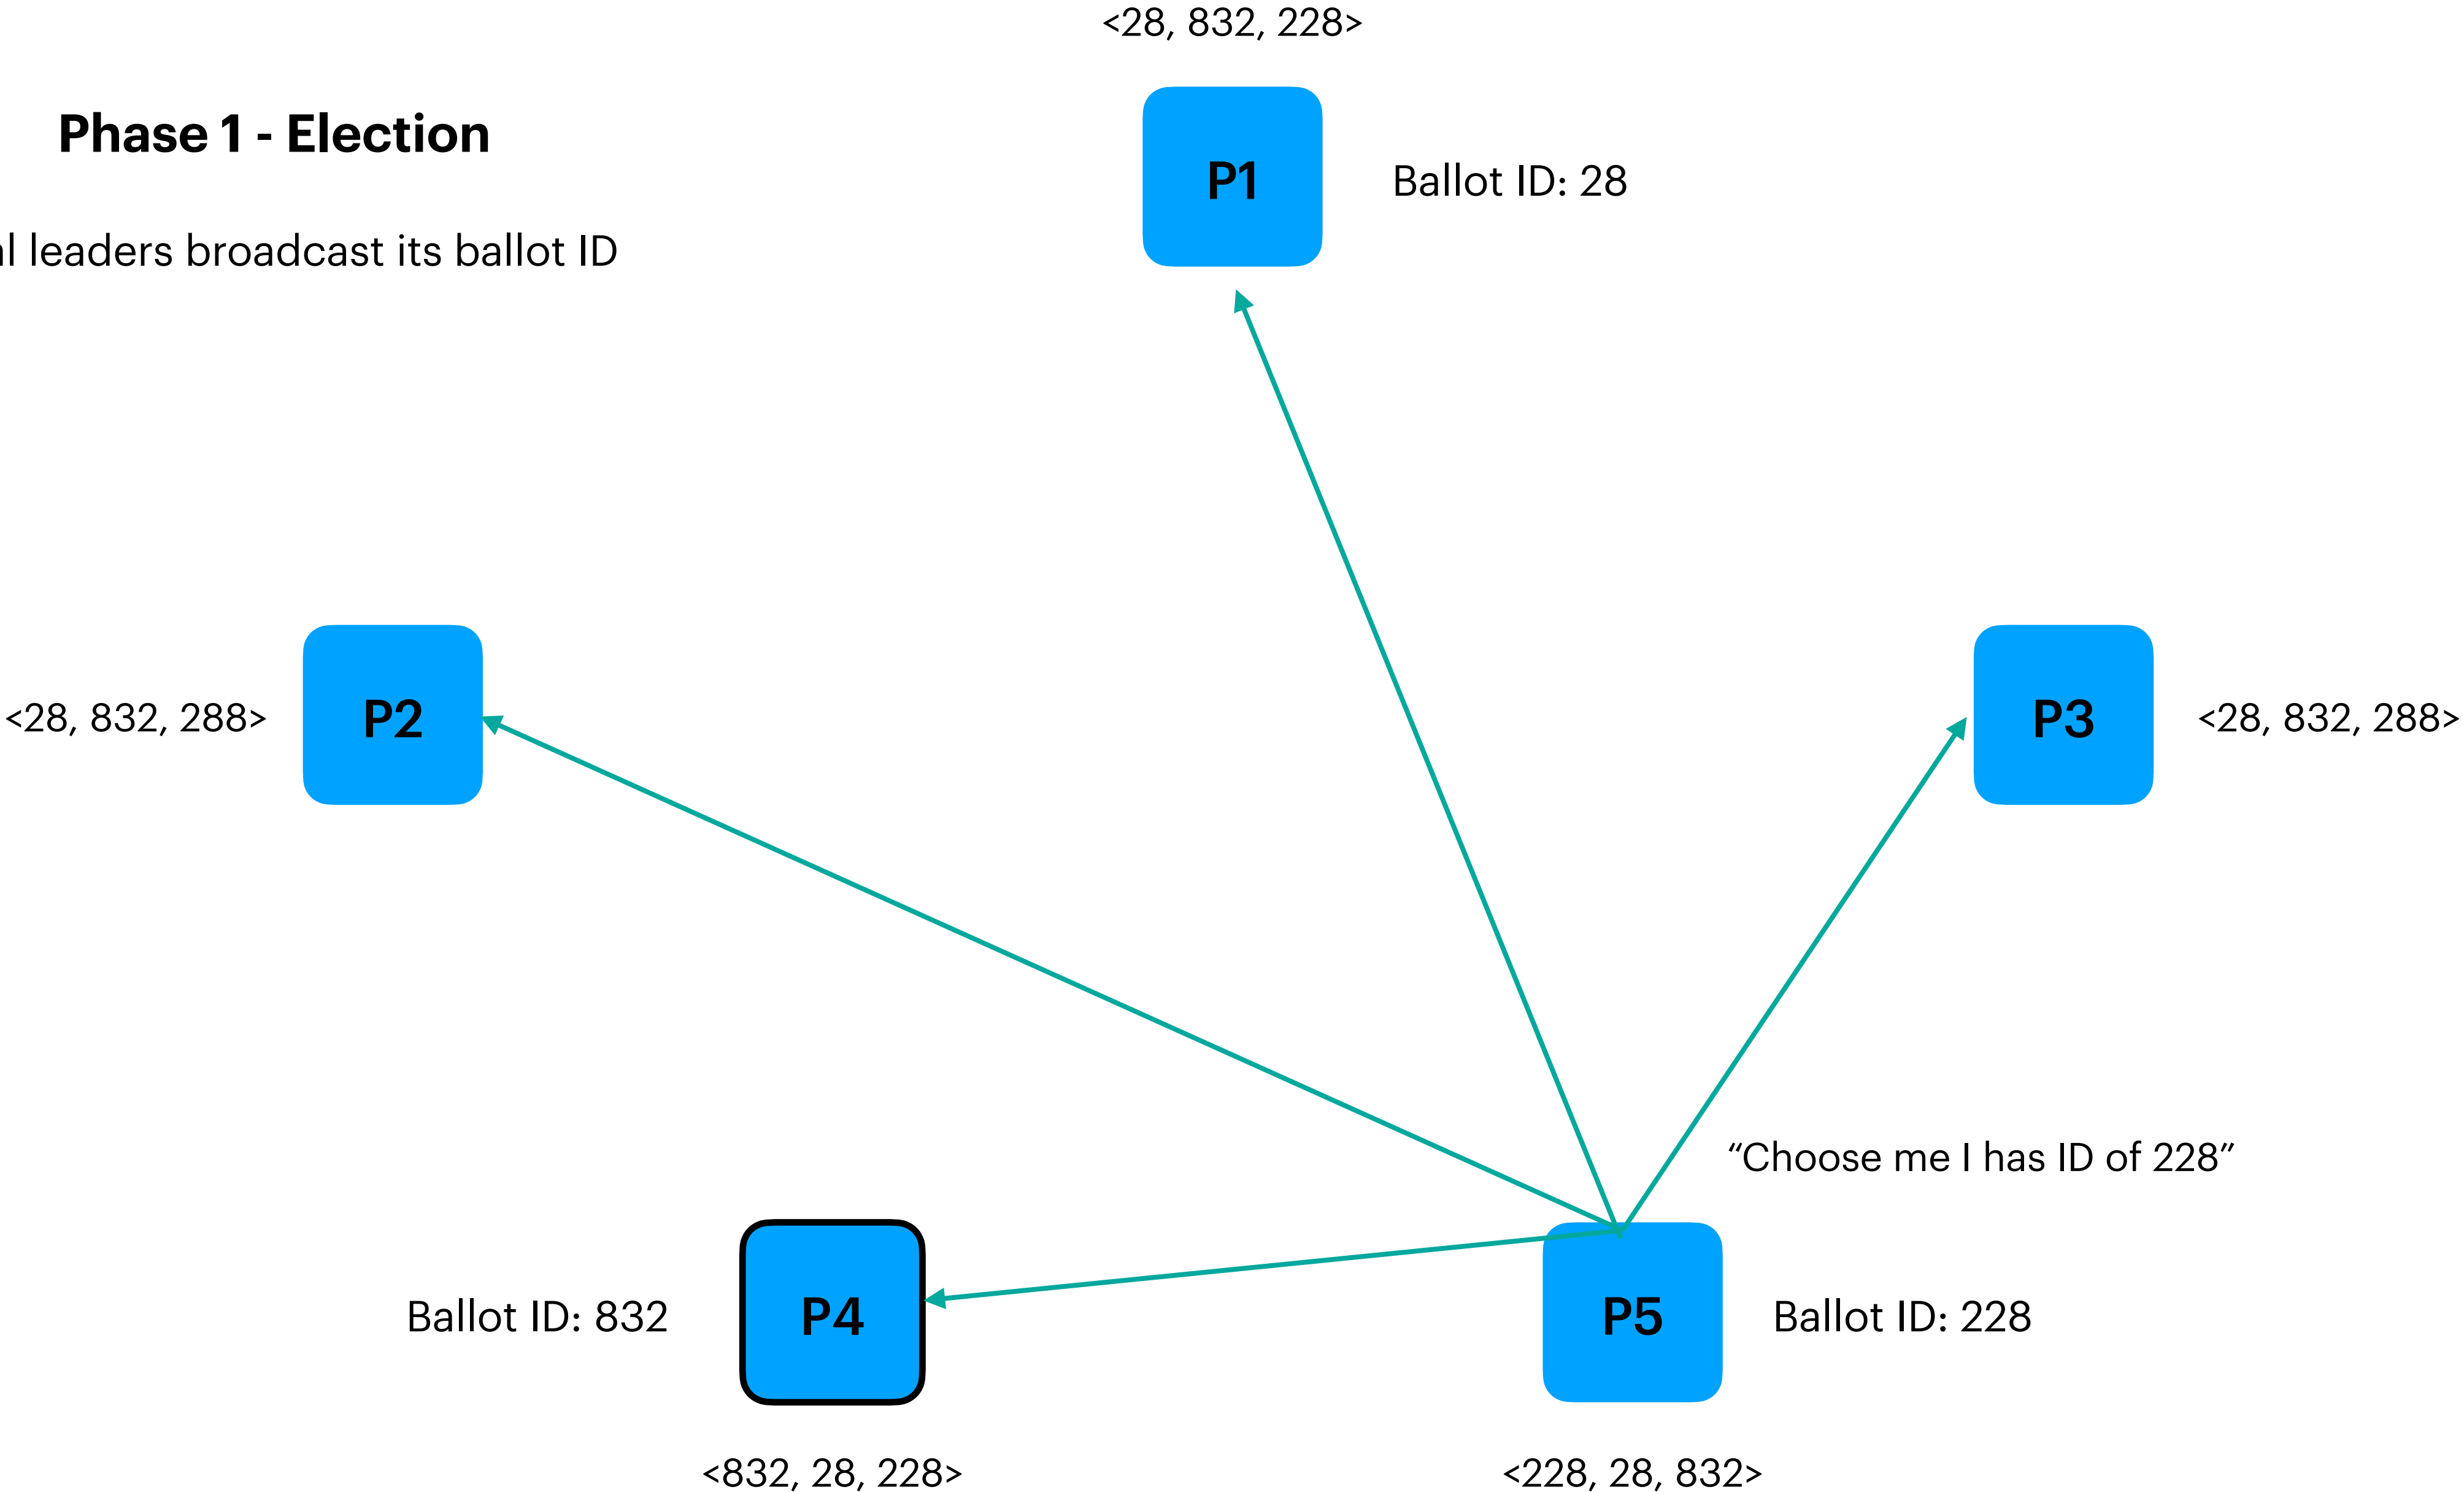 <28, 832, 228>
Phase 1 - Election
P1
Ballot ID: 28
leaders broadcast its ballot ID
<28, 832, 288>
P2
P3
<28, 832, 288>
“Choose me I has ID of 228”
Ballot ID: 832
P4
P5
Ballot ID: 228
<832, 28, 228>
<228, 28, 832>